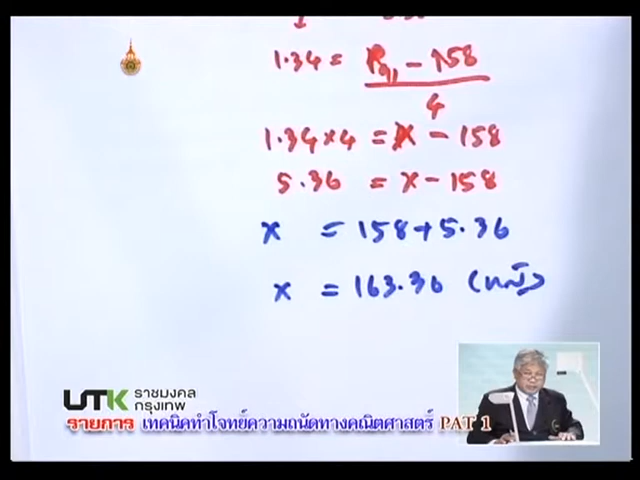 1.34 = P₉₁ - 158
4
1.34×4 = x - 158
5.36 = x - 158
x = 158+5.36
x = 163.36
UTK ราชมงคล
กรุงเทพ
รายการ เทคนิคทำโจทย์ความถนัดทางคณิตศาสตร์ PAT 1